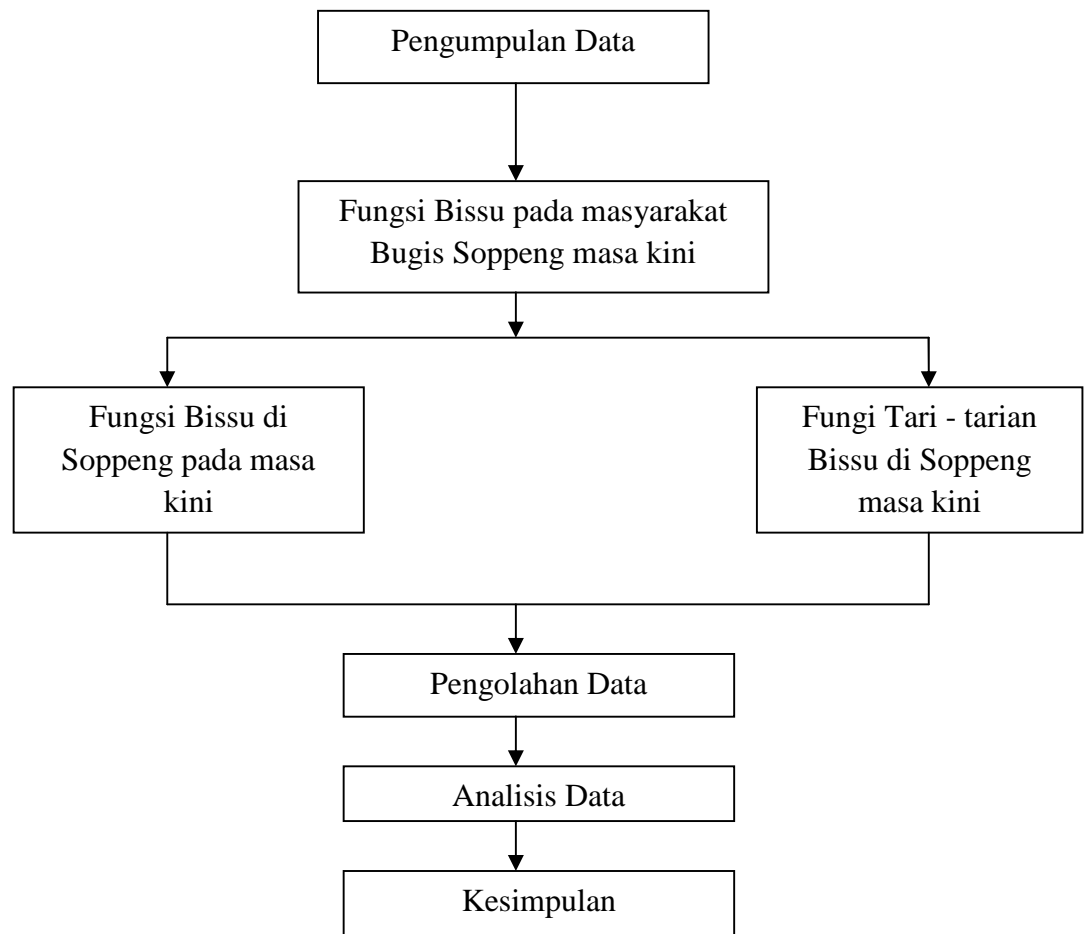 Pengumpulan Data
Fungsi Bissu pada masyarakat
Bugis Soppeng masa kini
Fungsi Bissu di
Soppeng pada masa
kini
Fungi Tari - tarian
Bissu di Soppeng
masa kini
Pengolahan Data
Analisis Data
Kesimpulan